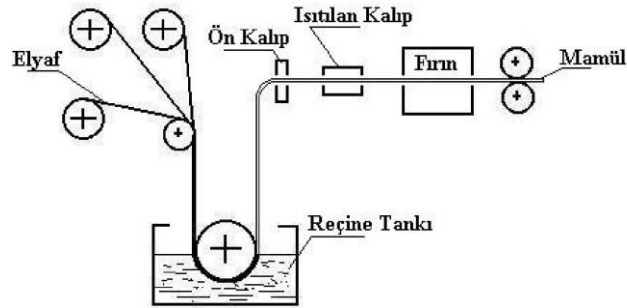 Isıtılan Kalıp
Ön Kalıp
Elyaf
Fırın
Mamül
Reçine Tankı